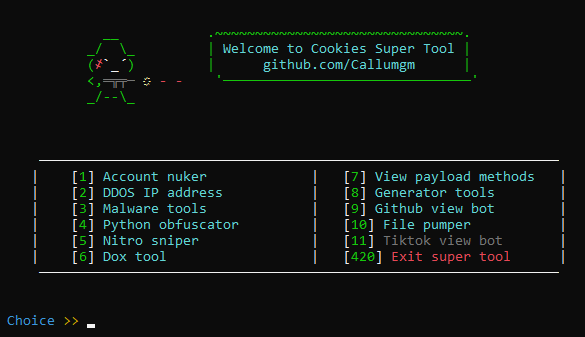 Welcome to Cookies Super Tool
github.com/Callumgm
[1] Account nuker
[2] DDOS IP address
[3] Malware tools
[4] Python obfuscator
[5] Nitro sniper
[6] Dox tool
[7] View payload methods
[8] Generator tools
[9] Github view bot
[10] File pumper
[11] Tiktok view bot
[420] Exit super tool
Choice >>